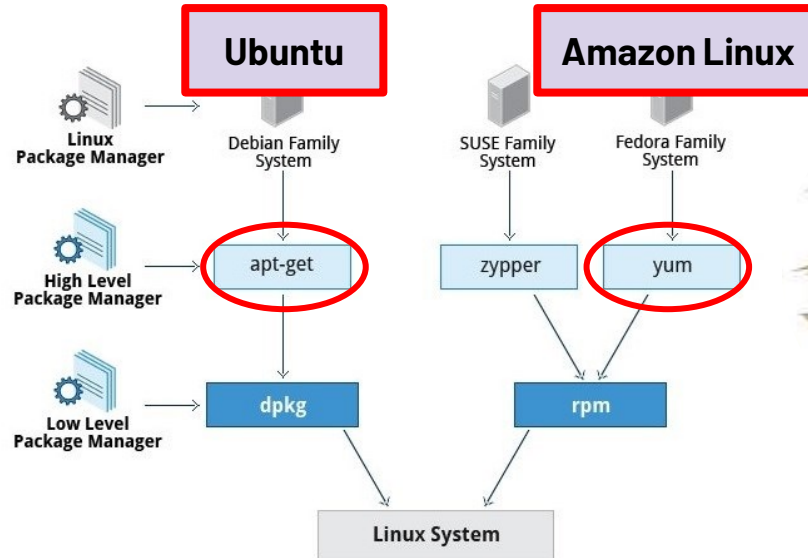 Ubuntu
Amazon Linux
Linux
Package Manager
Debian Family
System
SUSE Family
System
Fedora Family
System
High Level
Package Manager
apt-get
zypper
yum
Low Level
Package Manager
dpkg
rpm
Linux System